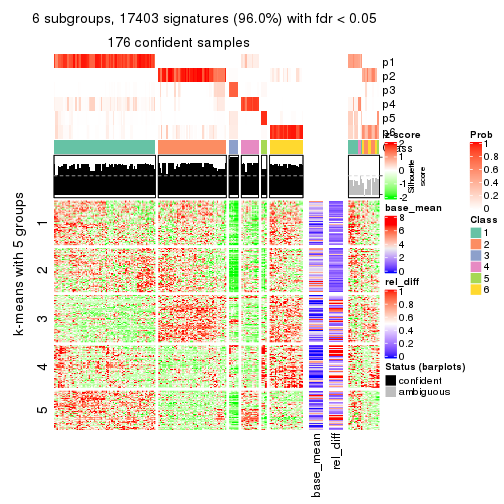 6 subgroups, 17403 signatures (96.0%) with fdr < 0.05
176 confident samples
p1
p2
p3
p4
p5
p6
Class
Silhouette
score
k-means with 5 groups
1
2
3
4
5
base_mean
rel_diff
z-score
2
1
0
-1
-2
base_mean
8
6
4
2
0
rel_diff
1
0.8
0.6
0.4
0.2
0
Status (barplots)
confident
ambiguous
Prob
1
0.8
0.6
0.4
0.2
0
Class
1
2
3
4
5
6